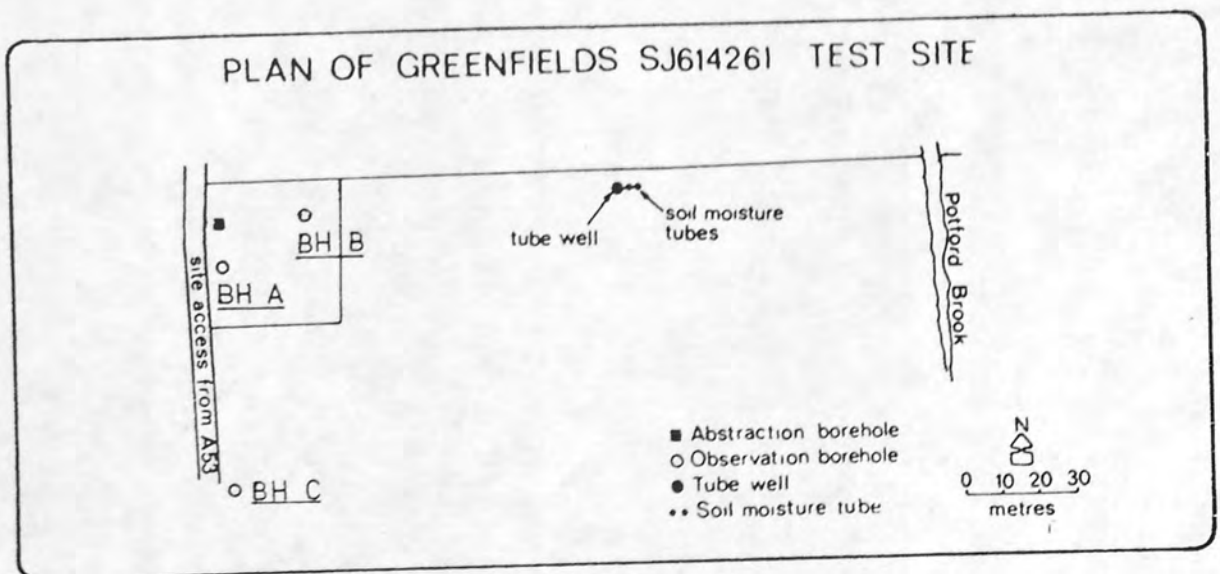 PLAN OF GREENFIELDS SJ614261 TEST SITE
BH B
BH A
site access from A53
BH C
tube well
soil moisture
tubes
Potford Brook
■ Abstraction borehole
○ Observation borehole
● Tube well
•• Soil moisture tube
N
0 10 20 30
metres